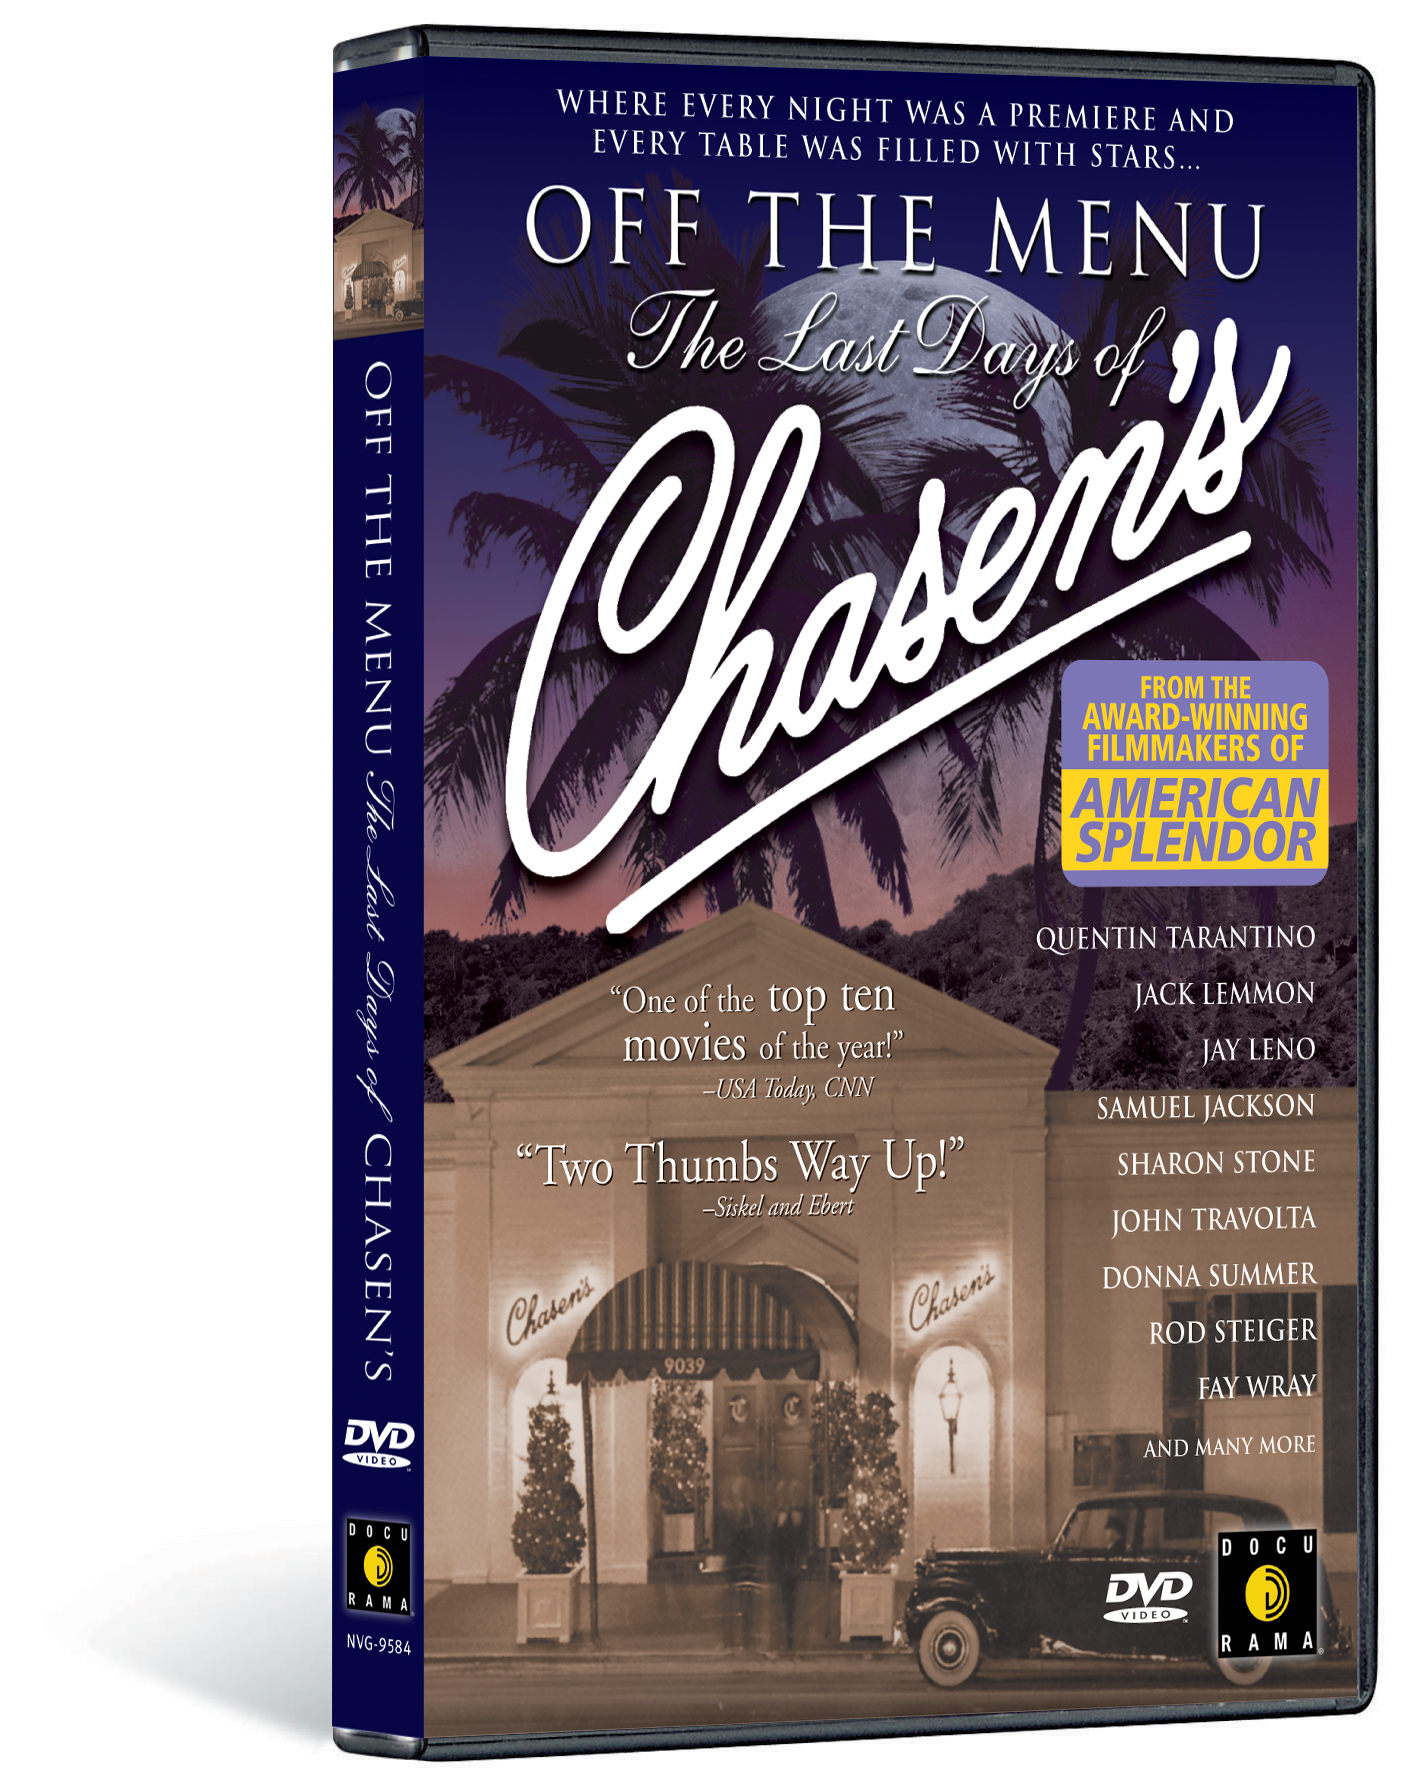 WHERE EVERY NIGHT WAS A PREMIERE AND
EVERY TABLE WAS FILLED WITH STARS...
OFF THE MENU
The Last Days of
Chasen's
FROM THE
AWARD-WINNING
FILMMAKERS OF
AMERICAN
SPLENDOR
QUENTIN TARANTINO
JACK LEMMON
JAY LENO
SAMUEL JACKSON
SHARON STONE
JOHN TRAVOLTA
DONNA SUMMER
ROD STEIGER
FAY WRAY
AND MANY MORE
“One of the top ten
movies of the year!”
–USA Today, CNN
“Two Thumbs Way Up!”
–Siskel and Ebert
Chasen's
Chasen's
9039
DVD
VIDEO
DOCU
RAMA
OFF THE MENU The Last Days of CHASEN'S
DVD
VIDEO
DOCU
RAMA
NVG-9584